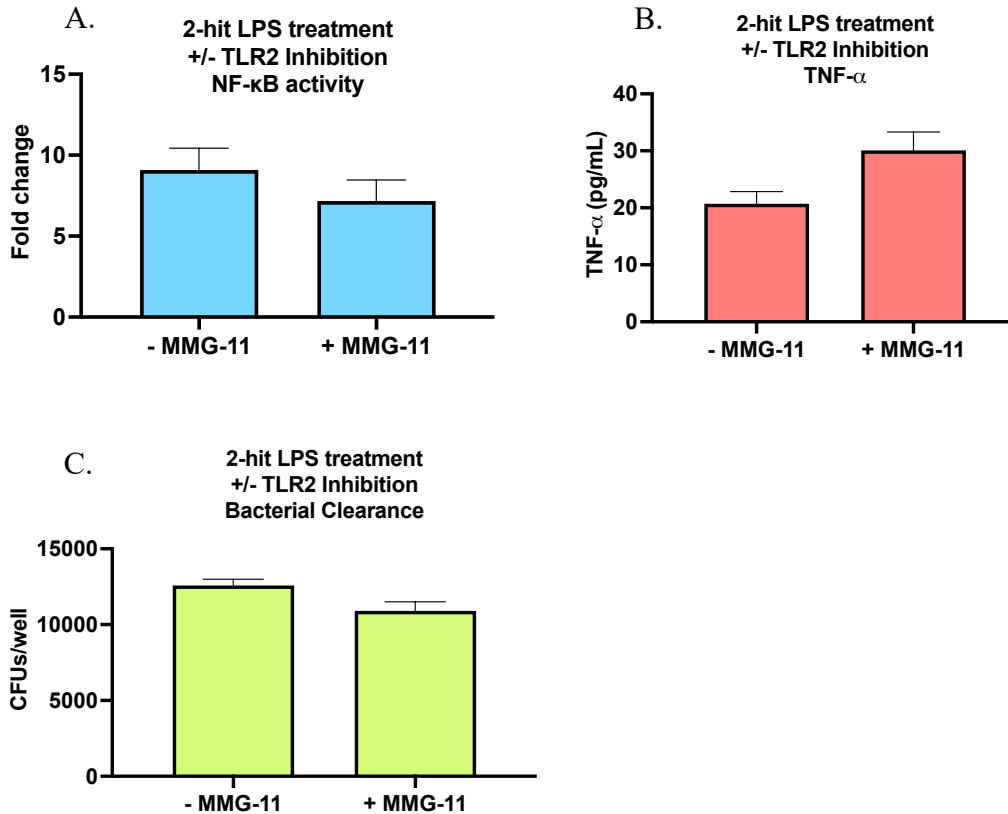 A.
2-hit LPS treatment
+/- TLR2 Inhibition
NF-κB activity
15
10
5
0
Fold change
- MMG-11
+ MMG-11
B.
2-hit LPS treatment
+/- TLR2 Inhibition
TNF-α
40
30
20
10
0
TNF-α (pg/mL)
- MMG-11
+ MMG-11
C.
2-hit LPS treatment
+/- TLR2 Inhibition
Bacterial Clearance
15000
10000
5000
0
CFUs/well
- MMG-11
+ MMG-11